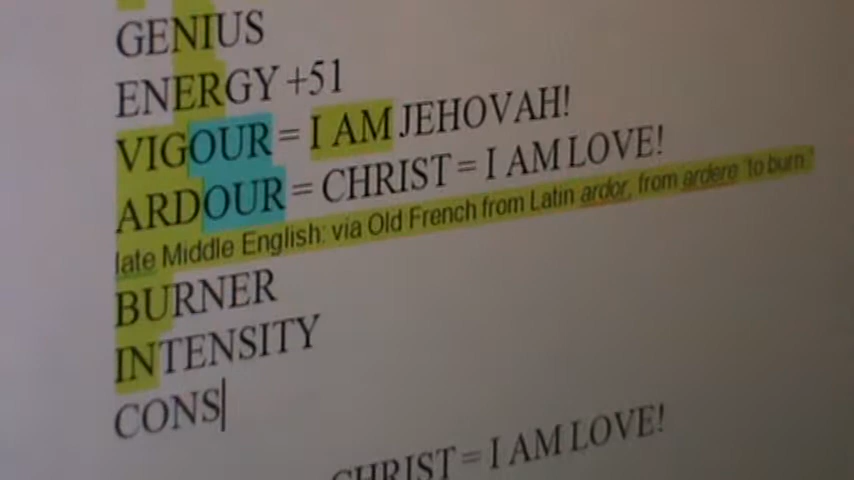 GENIUS
ENERGY +51
VIGOUR = I AM JEHOVAH!
ARDOUR = CHRIST = I AM LOVE!
late Middle English: via Old French from Latin ardor, from ardere 'to burn.'
BURNER
INTENSITY
CONS
CHRIST = I AM LOVE!